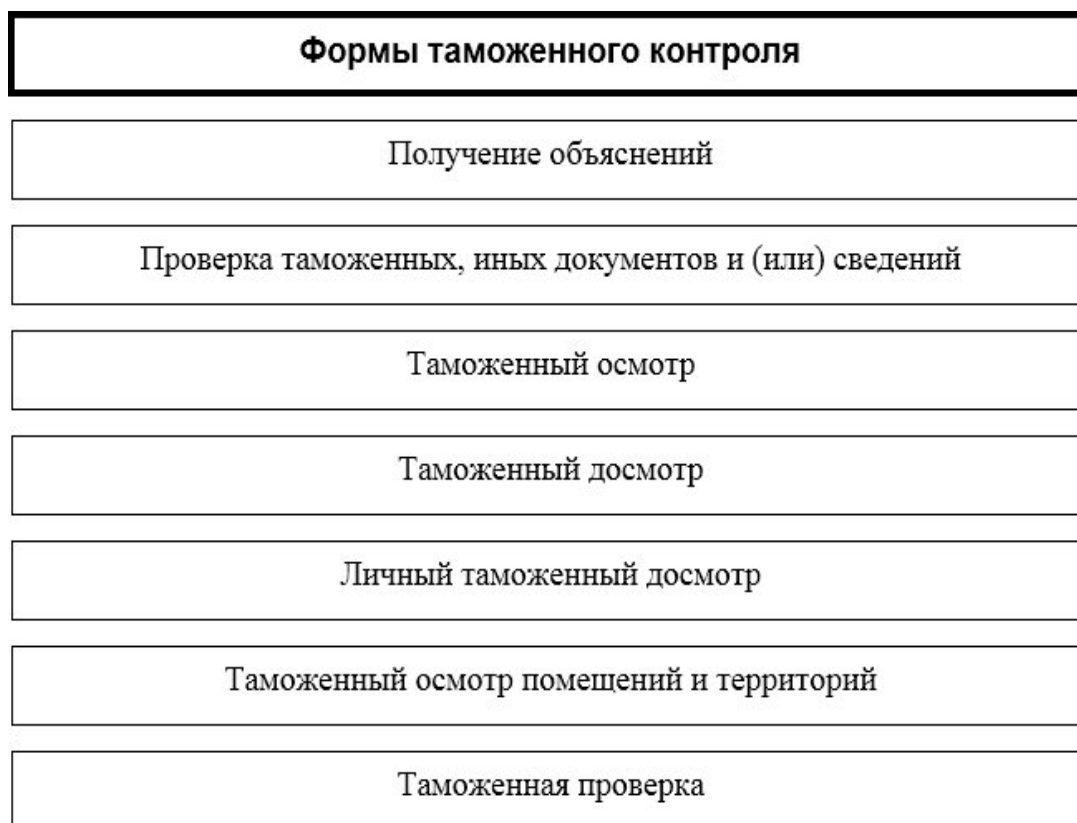 Формы таможенного контроля
Получение объяснений
Проверка таможенных, иных документов и (или) сведений
Таможенный осмотр
Таможенный досмотр
Личный таможенный досмотр
Таможенный осмотр помещений и территорий
Таможенная проверка